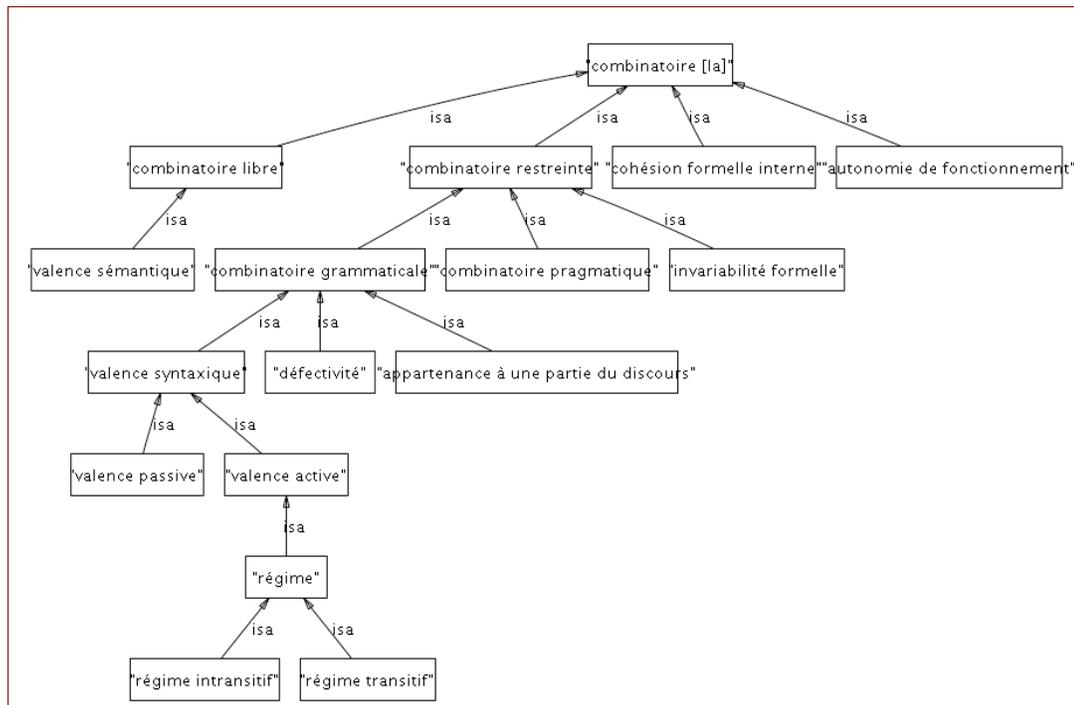 "combinatoire [la]"
isa isa isa isa
"combinatoire libre" "combinatoire restreinte" "cohésion formelle interne" "autonomie de fonctionnement"
isa isa isa isa
"valence sémantique" "combinatoire grammaticale" "combinatoire pragmatique" "invariabilité formelle"
isa isa isa
"valence syntaxique" "défectivité" "appartenance à une partie du discours"
isa isa
"valence passive" "valence active"
isa
"régime"
isa isa
"régime intransitif" "régime transitif"